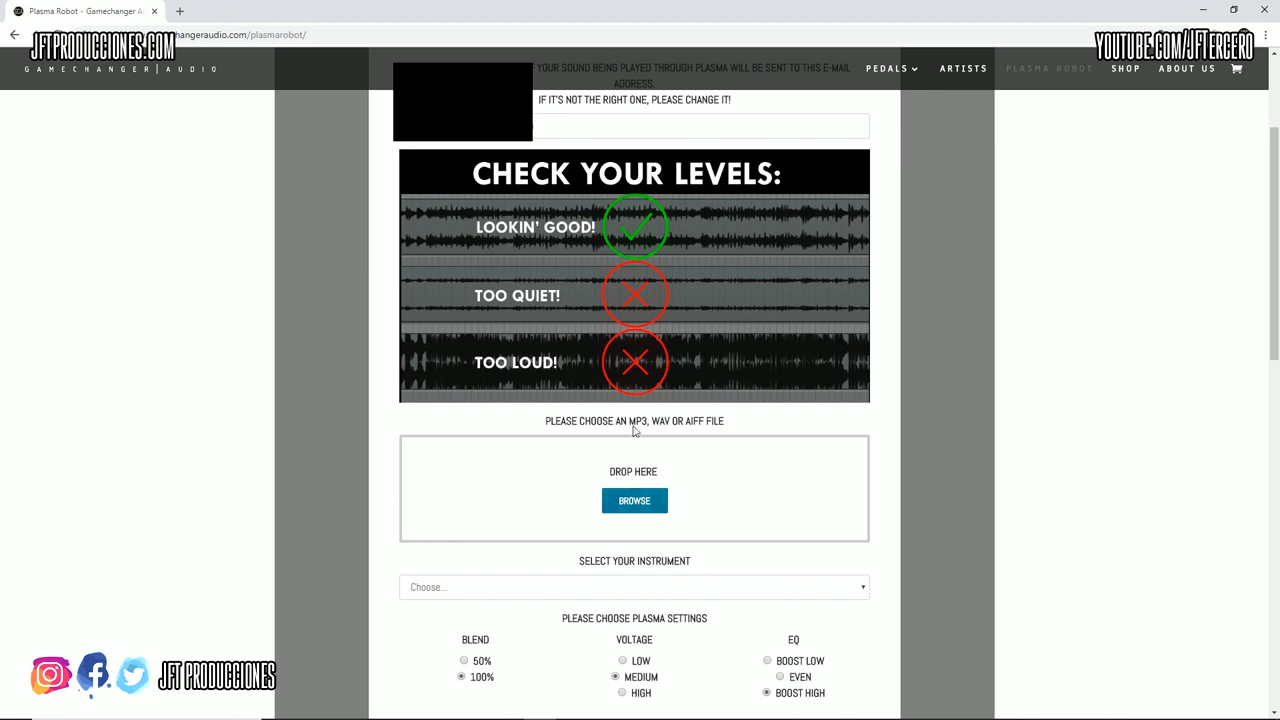 Plasma Robot - Gamechanger Au
changeraudio.com/plasmarobot/
JFTPRODUCCIONES.COM
YOUTUBE.COM/JFTERCERO
GAMECHANGER|AUDIO
PEDALS
ARTISTS
PLASMA ROBOT
SHOP
ABOUT US
YOUR SOUND BEING PLAYED THROUGH PLASMA WILL BE SENT TO THIS E-MAIL
ADDRESS.
IF IT'S NOT THE RIGHT ONE, PLEASE CHANGE IT!
CHECK YOUR LEVELS:
LOOKIN' GOOD!
TOO QUIET!
TOO LOUD!
PLEASE CHOOSE AN MP3, WAV OR AIFF FILE
DROP HERE
BROWSE
SELECT YOUR INSTRUMENT
Choose...
PLEASE CHOOSE PLASMA SETTINGS
BLEND
VOLTAGE
EQ
50%
LOW
BOOST LOW
100%
MEDIUM
EVEN
HIGH
BOOST HIGH
JFT PRODUCCIONES